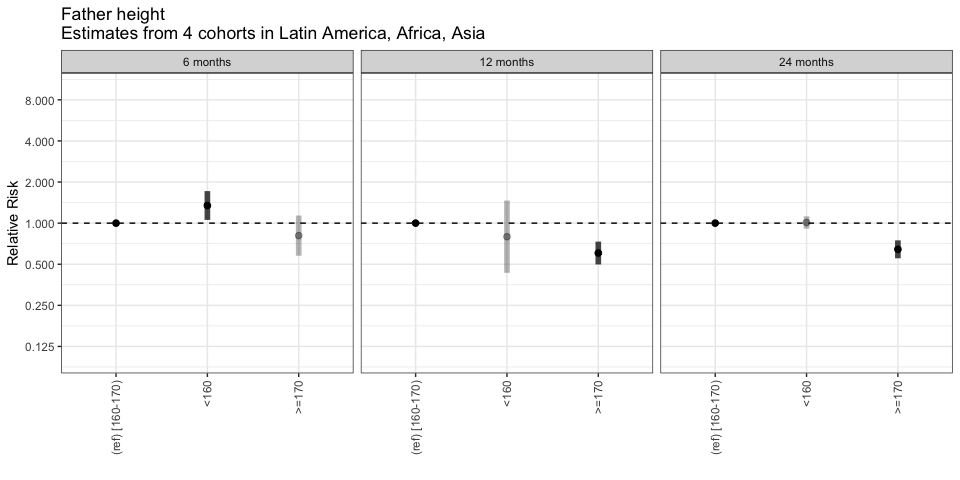 Father height
Estimates from 4 cohorts in Latin America, Africa, Asia
6 months
12 months
24 months
Relative Risk
8.000
4.000
2.000
1.000
0.500
0.250
0.125
(ref) [160-170)
<160
>=170
(ref) [160-170)
<160
>=170
(ref) [160-170)
<160
>=170